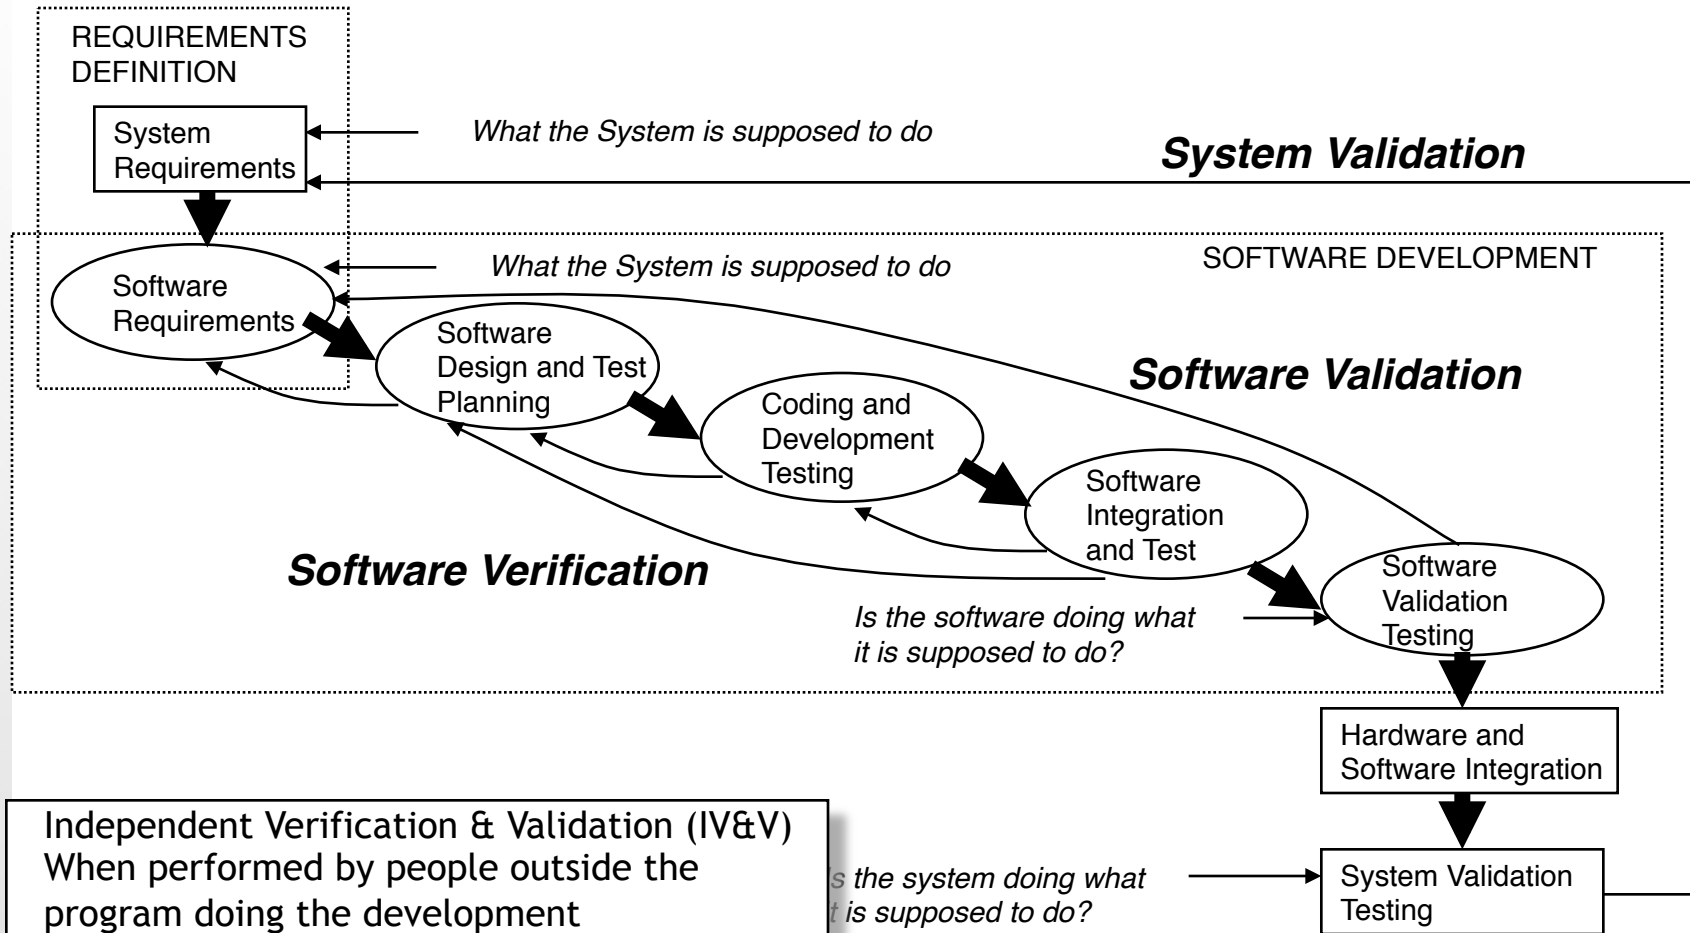 REQUIREMENTS
DEFINITION
System
Requirements
What the System is supposed to do
System Validation
Software
Requirements
What the System is supposed to do
SOFTWARE DEVELOPMENT
Software
Design and Test
Planning
Software Validation
Coding and
Development
Testing
Software
Integration
and Test
Software Verification
Software
Validation
Testing
Is the software doing what
it is supposed to do?
Hardware and
Software Integration
Independent Verification & Validation (IV&V)
When performed by people outside the
program doing the development
s the system doing what
t is supposed to do?
System Validation
Testing